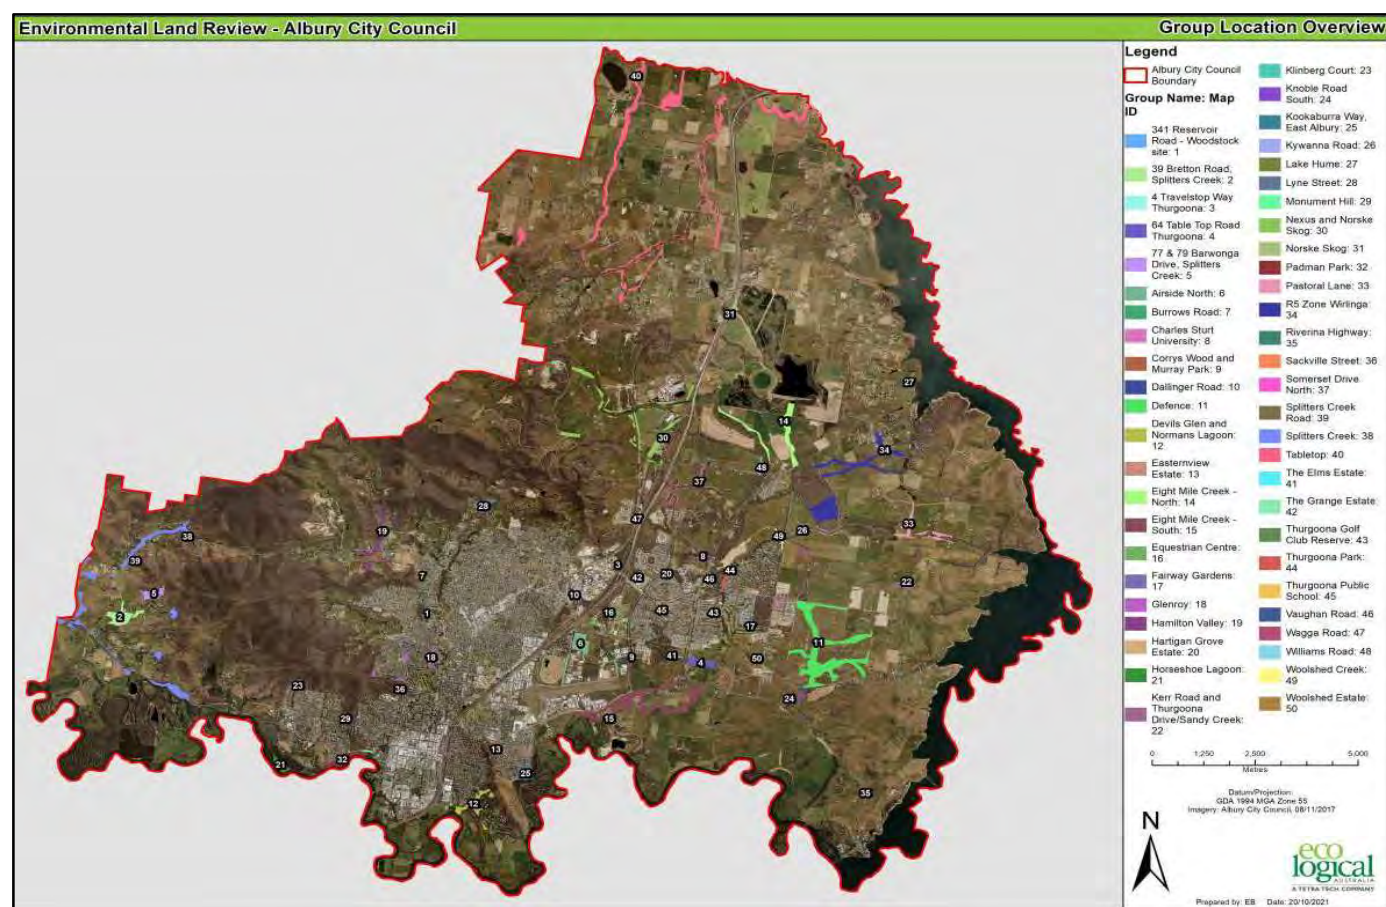 Environmental Land Review - Albury City Council
Group Location Overview
Legend
Albury City Council
Boundary
Group Name: Map
ID
341 Reservoir
Road - Woodstock
site: 1
39 Bretton Road,
Splitters Creek: 2
4 Travelstop Way
Thurgoona: 3
64 Table Top Road
Thurgoona: 4
77 & 79 Barwonga
Drive, Splitters
Creek: 5
Airside North: 6
Burrows Road: 7
Charles Sturt
University: 8
Corrys Wood and
Murray Park: 9
Dallinger Road: 10
Defence: 11
Devils Glen and
Normans Lagoon:
12
Easternview
Estate: 13
Eight Mile Creek -
North: 14
Eight Mile Creek -
South: 15
Equestrian Centre:
16
Fairway Gardens:
17
Glenroy: 18
Hamilton Valley: 19
Hartigan Grove
Estate: 20
Horseshoe Lagoon:
21
Kerr Road and
Thurgoona
Drive/Sandy Creek:
22
Klinberg Court: 23
Knoble Road
South: 24
Kookaburra Way,
East Albury: 25
Kywanna Road: 26
Lake Hume: 27
Lyne Street: 28
Monument Hill: 29
Nexus and Norske
Skog: 30
Norske Skog: 31
Padman Park: 32
Pastoral Lane: 33
R5 Zone Wirlinga:
34
Riverina Highway:
35
Sackville Street: 36
Somerset Drive
North: 37
Splitters Creek
Road: 39
Splitters Creek: 38
Tabletop: 40
The Elms Estate:
41
The Grange Estate:
42
Thurgoona Golf
Club Reserve: 43
Thurgoona Park:
44
Thurgoona Public
School: 45
Vaughan Road: 46
Wagga Road: 47
Williams Road: 48
Woolshed Creek:
49
Woolshed Estate:
50
40
31
27
14
30
34
48
37
28
47
19
38
39
49
26
33
8
3
20
44
42
46
22
7
5
10
2
1
16
45
43
17
11
6
18
9
41
4
50
23
36
24
29
15
13
32
21
25
12
35
0 1,250 2,500 5,000
Metres
Datum/Projection:
GDA 1994 MGA Zone 55
Imagery: Albury City Council, 08/11/2017
N
eco
logical
AUSTRALIA
A TETRA TECH COMPANY
Prepared by: EB Date: 20/10/2021